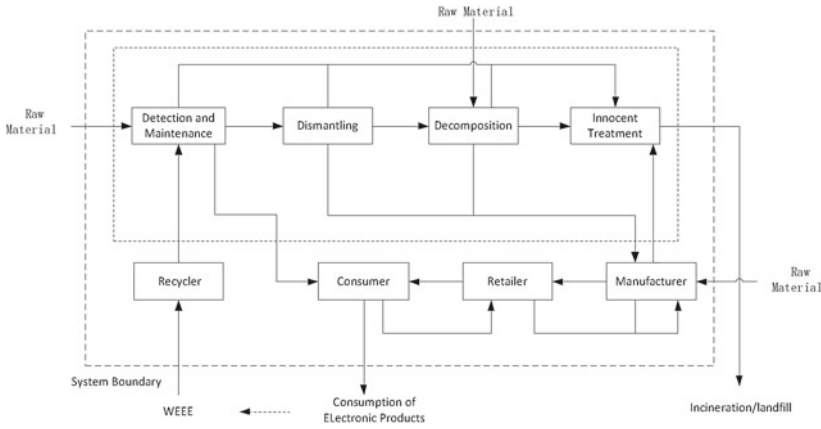 Raw Material
Raw
Material
Detection and
Maintenance
Dismantling
Decomposition
Innocent
Treatment
Recycler
Consumer
Retailer
Manufacturer
Raw
Material
System Boundary
WEEE
Consumption of
ELectronic Products
Incineration/landfill